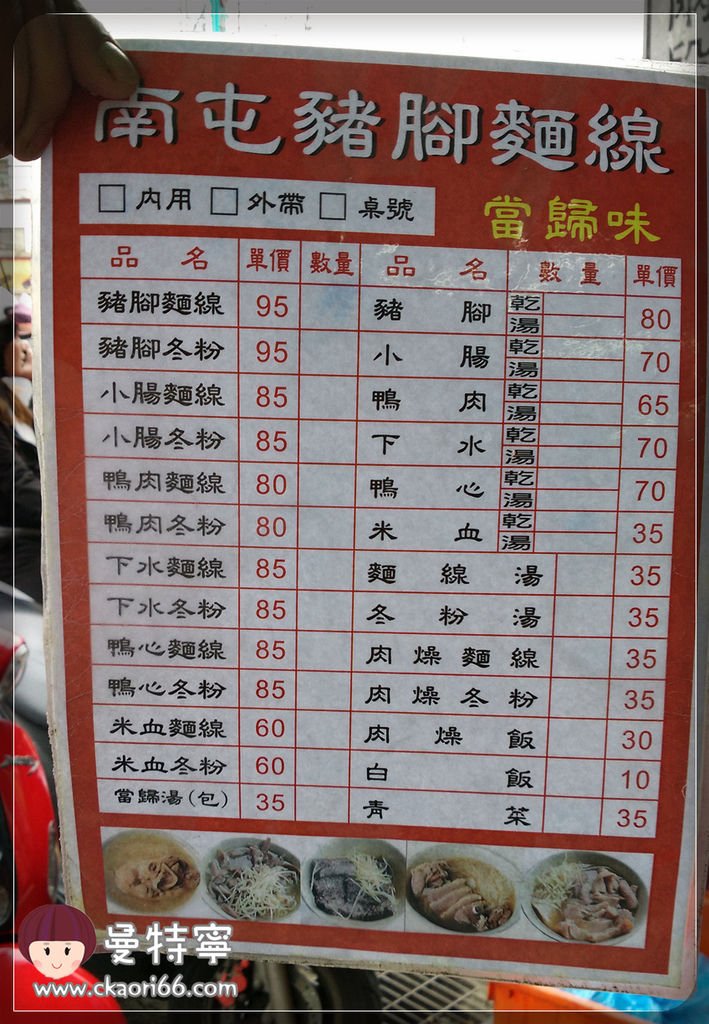 南屯豬腳麵線
□內用 □外帶 □桌號
當歸味
品名 單價 數量 品名 數量 單價
豬腳麵線 95 豬腳 乾 湯 80
豬腳冬粉 95 小腸 乾 湯 70
小腸麵線 85 鴨肉 乾 湯 65
小腸冬粉 85 下水 乾 湯 70
鴨肉麵線 80 鴨心 乾 湯 70
鴨肉冬粉 80 米血 乾 湯 35
下水麵線 85 麵線湯 35
下水冬粉 85 冬粉湯 35
鴨心麵線 85 肉燥麵線 35
鴨心冬粉 85 肉燥冬粉 35
米血麵線 60 肉燥飯 30
米血冬粉 60 白飯 10
當歸湯(包) 35 青菜 35
曼特寧
www.ckaori66.com